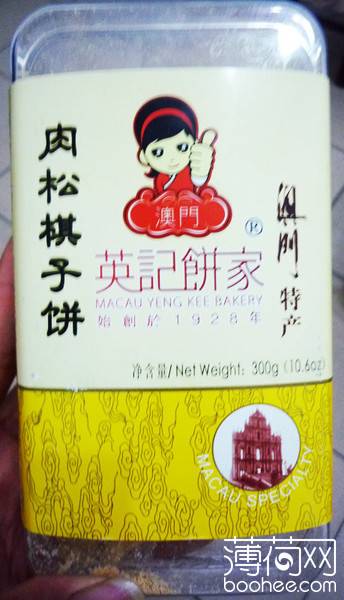 肉松棋子饼
澳門
®
英記餅家
MACAU YENG KEE BAKERY
始創於1928年
澳門特产
净含量/Net Weight: 300g (10.6oz)
MACAU SPECIALTY
薄荷网
boohee.com